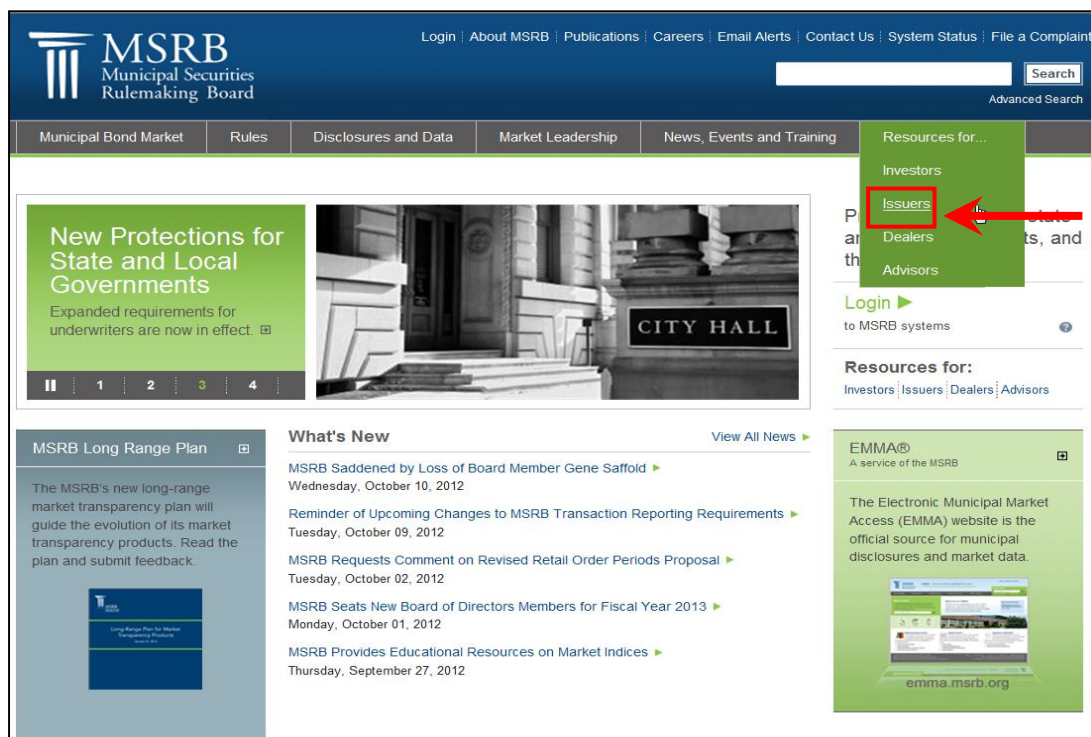 MSRB
Municipal Securities
Rulemaking Board
Login About MSRB Publications Careers Email Alerts Contact Us System Status File a Complaint
Search
Advanced Search
Municipal Bond Market Rules Disclosures and Data Market Leadership News, Events and Training Resources for...
Investors
Issuers
Dealers
Advisors
New Protections for
State and Local
Governments
Expanded requirements for
underwriters are now in effect.
1 2 3 4
CITY HALL
ts, and
Login
to MSRB systems
Resources for:
Investors Issuers Dealers Advisors
MSRB Long Range Plan
The MSRB's new long-range
market transparency plan will
guide the evolution of its market
transparency products. Read the
plan and submit feedback.
Long-Range Plan for Market
Transparency Products
What's New
View All News
MSRB Saddened by Loss of Board Member Gene Saffold
Wednesday, October 10, 2012
Reminder of Upcoming Changes to MSRB Transaction Reporting Requirements
Tuesday, October 09, 2012
MSRB Requests Comment on Revised Retail Order Periods Proposal
Tuesday, October 02, 2012
MSRB Seats New Board of Directors Members for Fiscal Year 2013
Monday, October 01, 2012
MSRB Provides Educational Resources on Market Indices
Thursday, September 27, 2012
EMMA®
A service of the MSRB
The Electronic Municipal Market
Access (EMMA) website is the
official source for municipal
disclosures and market data.
emma.msrb.org